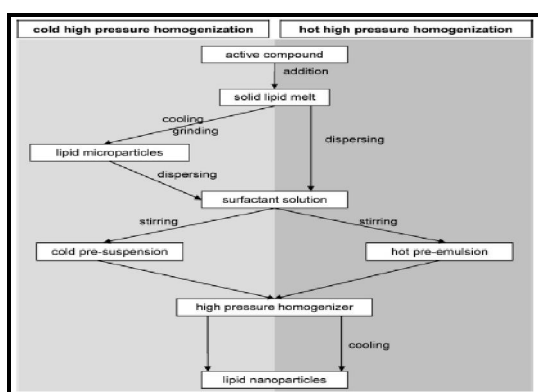 cold high pressure homogenization
hot high pressure homogenization
active compound
addition
solid lipid melt
cooling
grinding
dispersing
lipid microparticles
dispersing
surfactant solution
stirring
stirring
cold pre-suspension
hot pre-emulsion
high pressure homogenizer
cooling
lipid nanoparticles